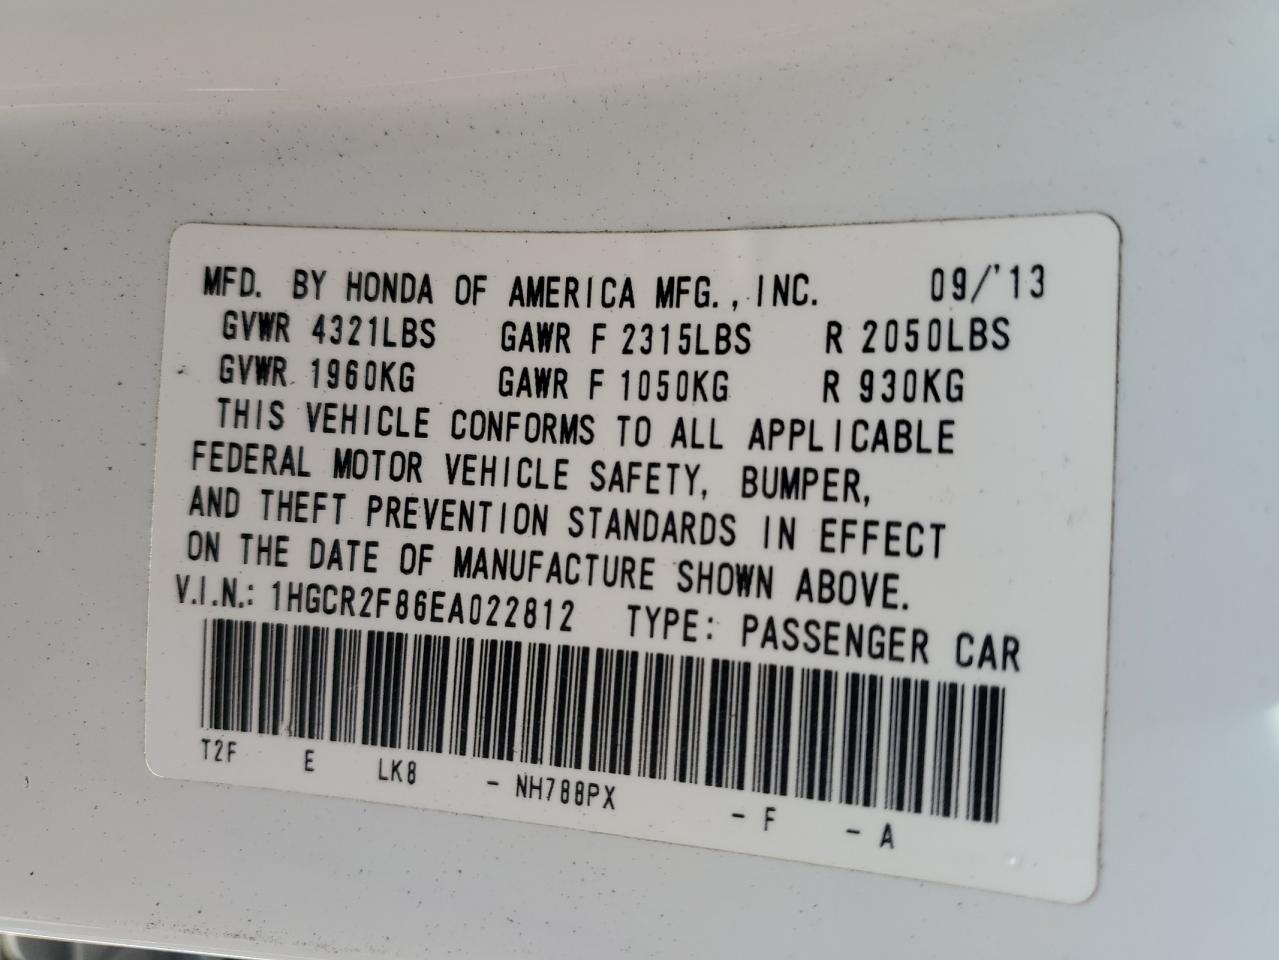 MFD. BY HONDA OF AMERICA MFG., INC. 09/'13
GVWR 4321LBS GAWR F 2315LBS R 2050LBS
GVWR 1960KG GAWR F 1050KG R 930KG
THIS VEHICLE CONFORMS TO ALL APPLICABLE
FEDERAL MOTOR VEHICLE SAFETY, BUMPER,
AND THEFT PREVENTION STANDARDS IN EFFECT
ON THE DATE OF MANUFACTURE SHOWN ABOVE.
V.I.N.: 1HGCR2F86EA022812 TYPE: PASSENGER CAR
T2F E LK8 - NH788PX - F - A